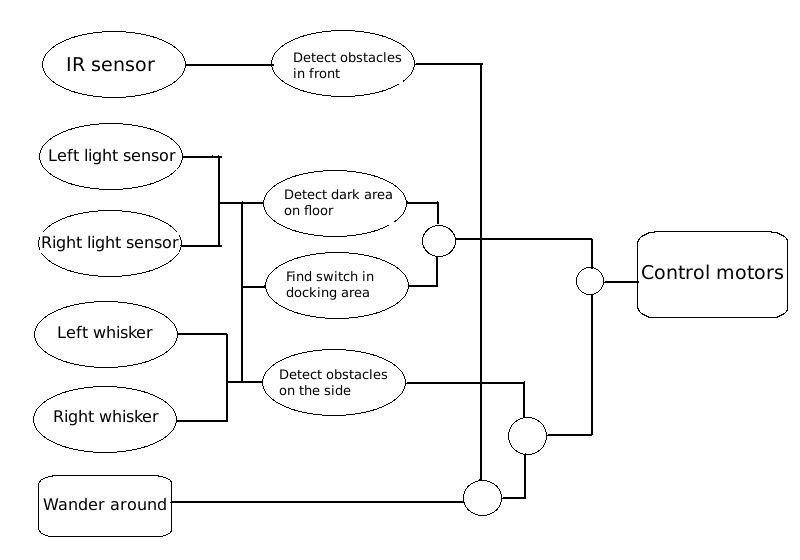 IR sensor
Detect obstacles
in front
Left light sensor
Right light sensor
Detect dark area
on floor
Find switch in
docking area
Control motors
Left whisker
Right whisker
Detect obstacles
on the side
Wander around